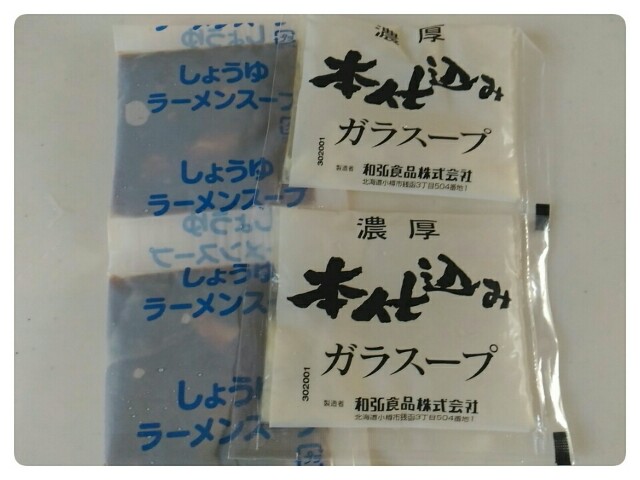 しょうゆ
ラーメンスープ
しょうゆ
ラーメンスープ
しょうゆ
ラーメンス
しょうゆ
ラーメンスープ
濃厚
本仕込み
ガラスープ
302001
製造者 和弘食品株式会社
北海道小樽市銭函3丁目504番地1
濃厚
本仕込み
ガラスープ
302001
製造者 和弘食品株式会社
北海道小樽市銭函3丁目504番地1